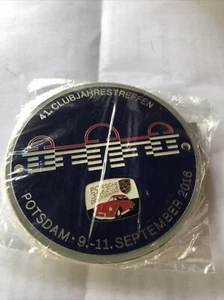 41. CLUBJAHRESTREFFEN
POTSDAM · 9.-11. SEPTEMBER 2016